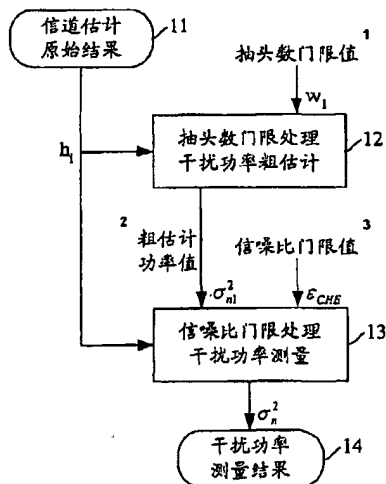 信道估计
原始结果
11
抽头数门限值
1
w₁
hᵢ
抽头数门限处理
干扰功率粗估计
12
2
粗估计
功率值
信噪比门限值
3
σ²ₙ₁
ε_CHE
信噪比门限处理
干扰功率测量
13
σ²ₙ
干扰功率
测量结果
14